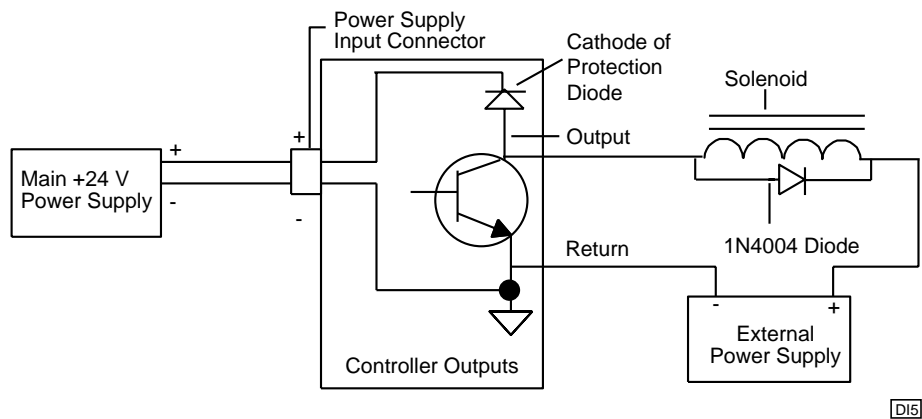 Power Supply
Input Connector
Cathode of
Protection
Diode
Solenoid
+
+
Output
Main +24 V
Power Supply
-
-
1N4004 Diode
Return
-
+
External
Power Supply
Controller Outputs
DI5